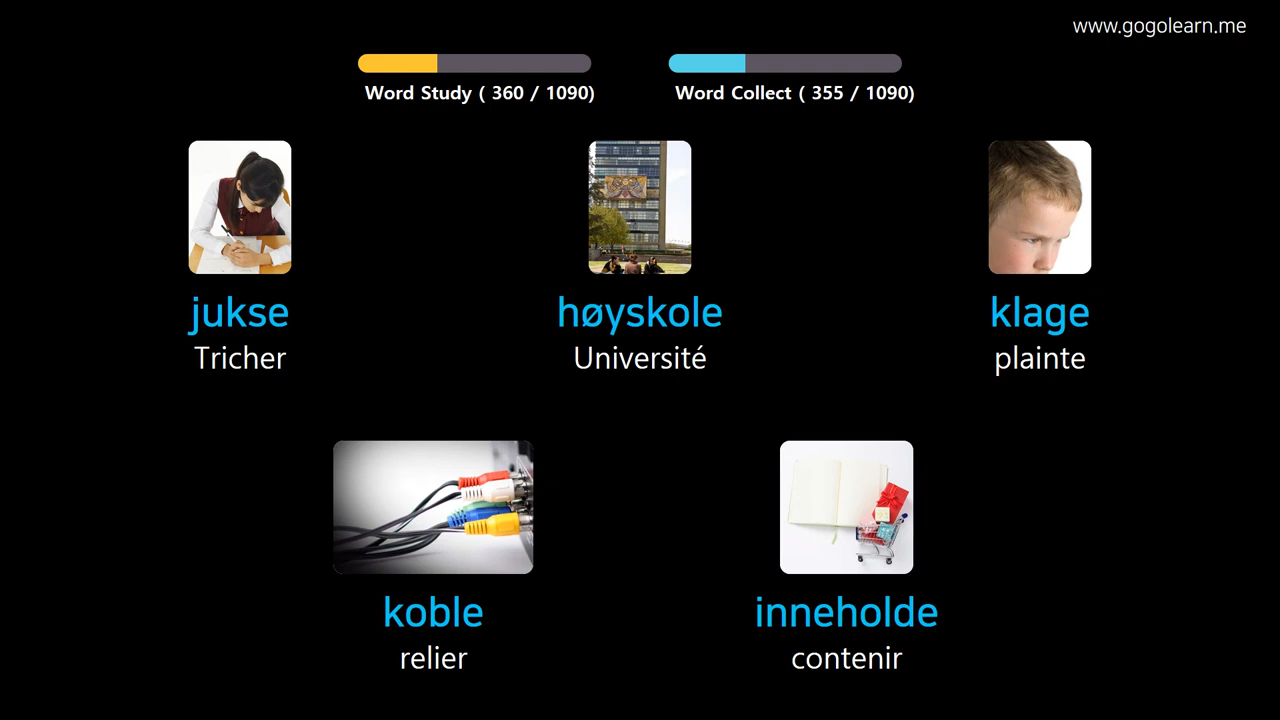 www.gogolearn.me
Word Study ( 360 / 1090)
Word Collect ( 355 / 1090)
jukse
Tricher
høyskole
Université
klage
plainte
koble
relier
inneholde
contenir